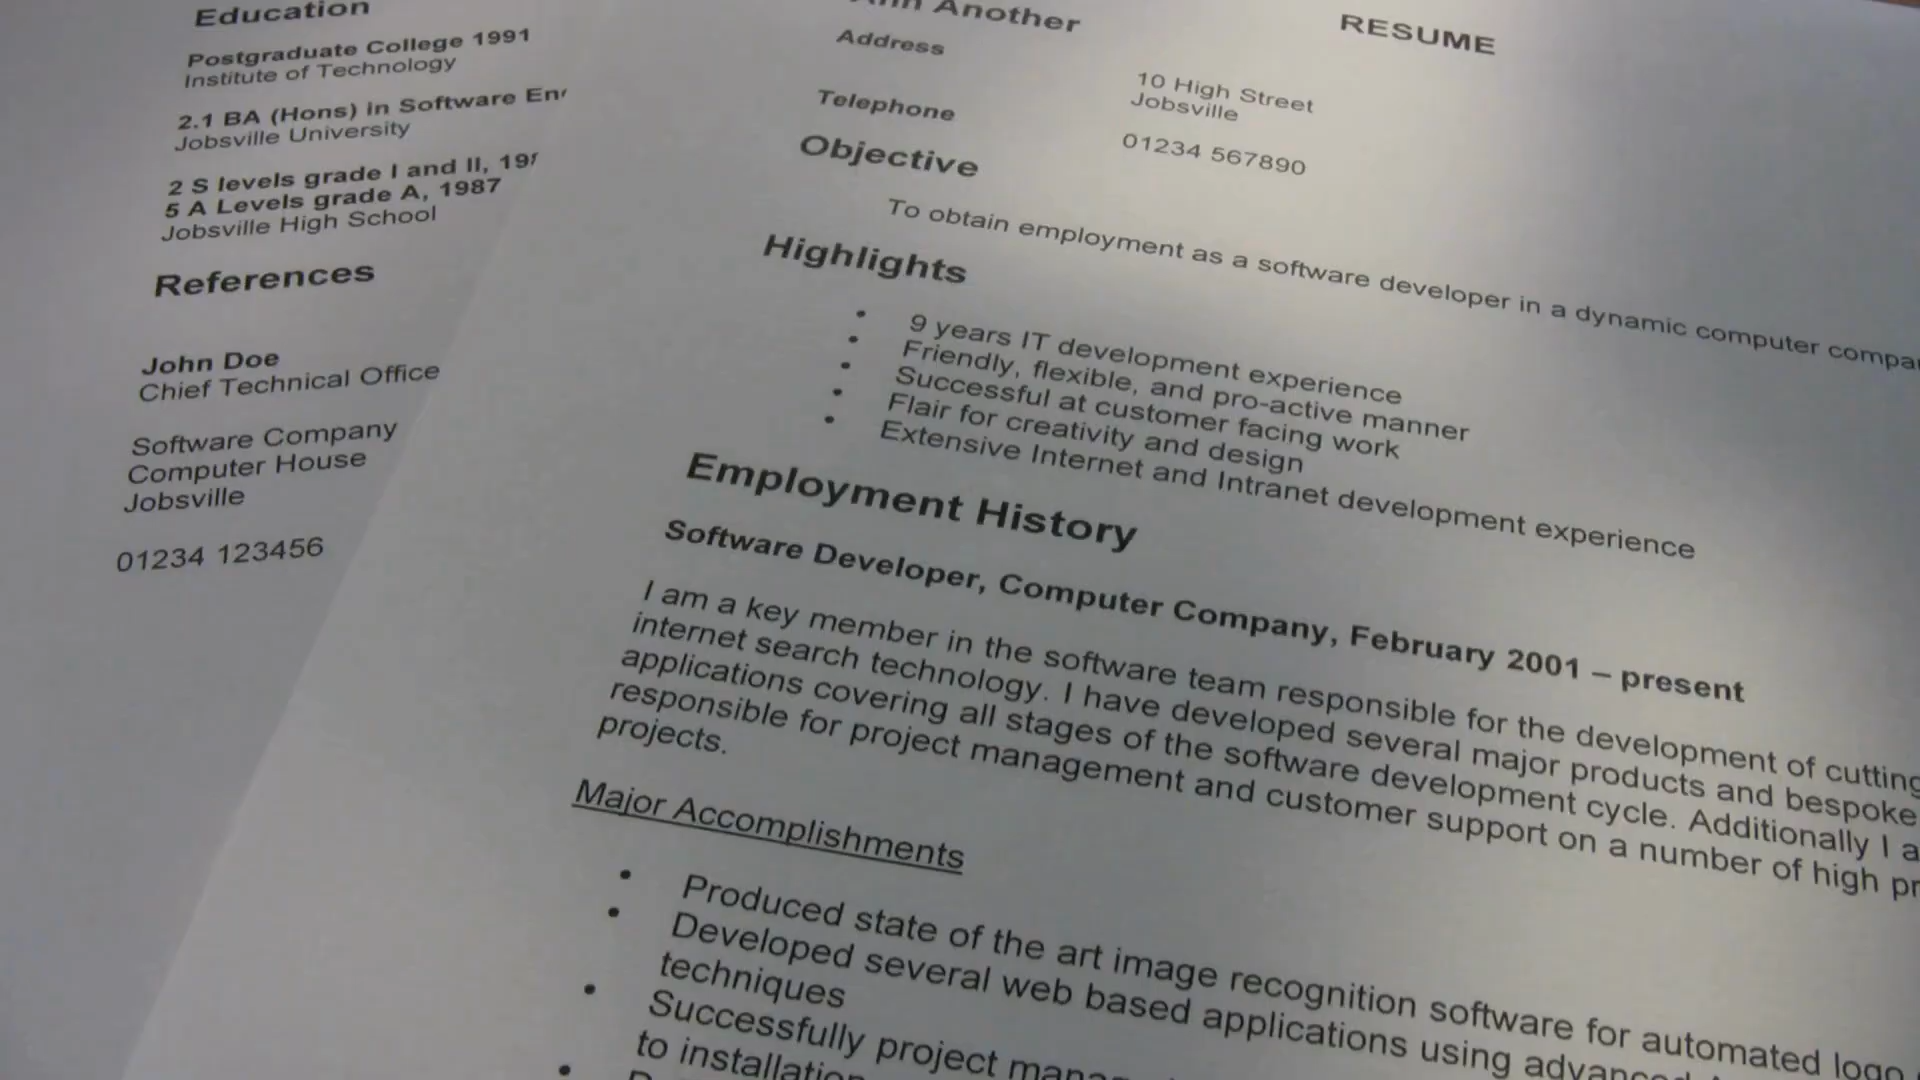 Education
Postgraduate College 1991
Institute of Technology
2.1 BA (Hons) in Software
Jobsville University
2 S levels grade I and II,
5 A Levels grade A, 1987
Jobsville High School
References
John Doe
Chief Technical Office
Software Company
Computer House
Jobsville
01234 123456
Another
RESUME
Address
10 High Street
Jobsville
Telephone
01234 567890
Objective
To obtain employment as a software developer in a dynamic computer
Highlights
• 9 years IT development experience
• Friendly, flexible, and pro-active manner
• Successful at customer facing work
• Flair for creativity and design
• Extensive Internet and Intranet development experience
Employment History
Software Developer, Computer Company, February 2001 – present
I am a key member in the software team responsible for the development of cutting
internet search technology. I have developed several major products and bespoke
applications covering all stages of the software development cycle. Additionally I
responsible for project management and customer support on a number of high
projects.
Major Accomplishments
• Produced state of the art image recognition software for automated logo
• Developed several web based applications using
techniques
• Successfully project
to